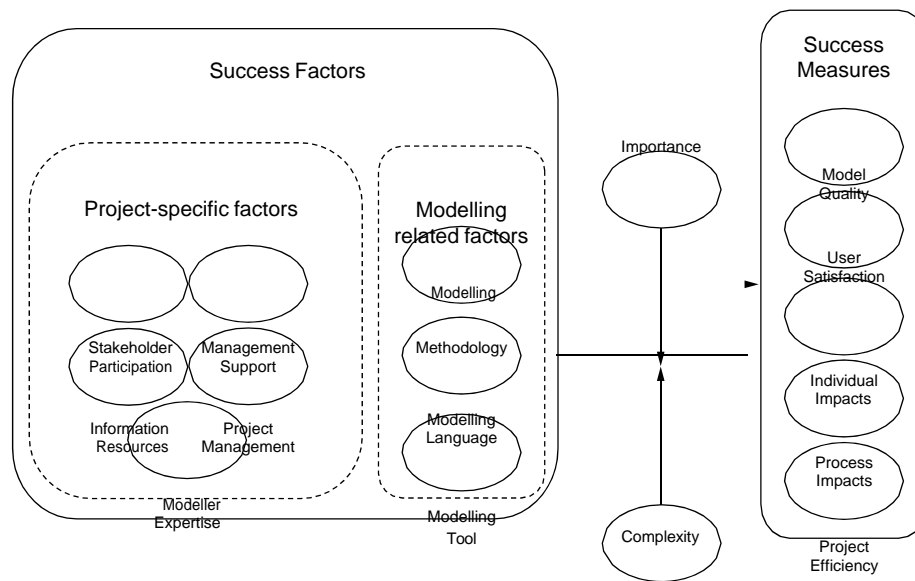 Success Factors
Project-specific factors
Stakeholder
Participation
Management
Support
Information
Resources
Project
Management
Modeller
Expertise
Modelling
related factors
Modelling
Methodology
Modelling
Language
Modelling
Tool
Importance
Complexity
Success
Measures
Model
Quality
User
Satisfaction
Individual
Impacts
Process
Impacts
Project
Efficiency